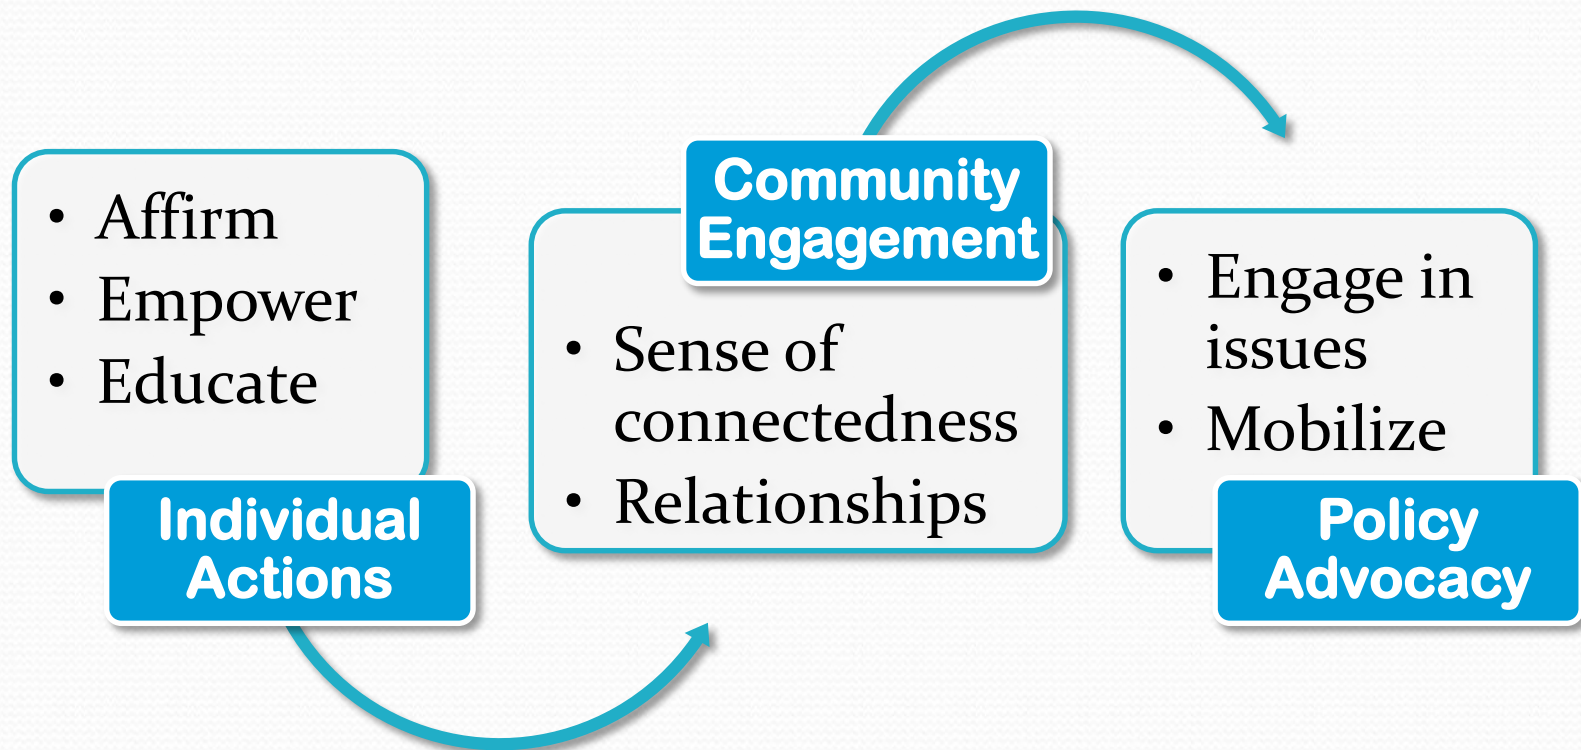 • Affirm
• Empower
• Educate
Individual
Actions
Community
Engagement
• Sense of
connectedness
• Relationships
• Engage in
issues
• Mobilize
Policy
Advocacy